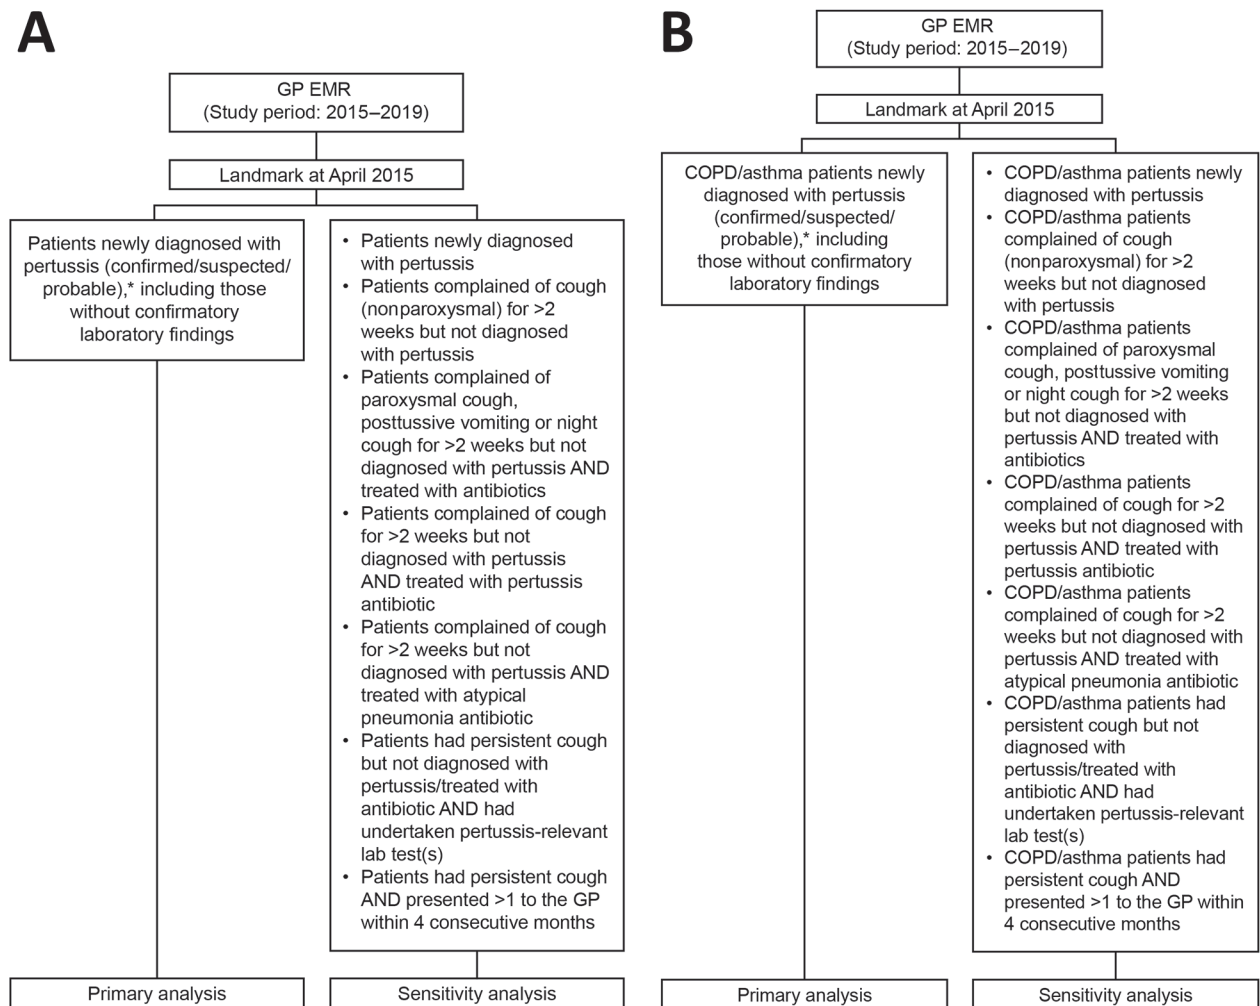 A
GP EMR
(Study period: 2015–2019)
Landmark at April 2015
Patients newly diagnosed with
pertussis (confirmed/suspected/
probable),* including those
without confirmatory
laboratory findings
• Patients newly diagnosed
with pertussis
• Patients complained of cough
(nonparoxysmal) for >2
weeks but not diagnosed
with pertussis
• Patients complained of
paroxysmal cough,
posttussive vomiting or night
cough for >2 weeks but not
diagnosed with pertussis AND
treated with antibiotics
• Patients complained of cough
for >2 weeks but not
diagnosed with pertussis
AND treated with pertussis
antibiotic
• Patients complained of cough
for >2 weeks but not
diagnosed with pertussis AND
treated with atypical
pneumonia antibiotic
• Patients had persistent cough
but not diagnosed with
pertussis/treated with
antibiotic AND had
undertaken pertussis-relevant
lab test(s)
• Patients had persistent cough
AND presented >1 to the GP
within 4 consecutive months
Primary analysis
Sensitivity analysis
B
GP EMR
(Study period: 2015–2019)
Landmark at April 2015
COPD/asthma patients newly
diagnosed with pertussis
(confirmed/suspected/
probable),* including
those without confirmatory
laboratory findings
• COPD/asthma patients newly
diagnosed with pertussis
• COPD/asthma patients
complained of cough
(nonparoxysmal) for >2
weeks but not diagnosed
with pertussis
• COPD/asthma patients
complained of paroxysmal
cough, posttussive vomiting
or night cough for >2 weeks
but not diagnosed with
pertussis AND treated with
antibiotics
• COPD/asthma patients
complained of cough for >2
weeks but not diagnosed with
pertussis AND treated with
pertussis antibiotic
• COPD/asthma patients
complained of cough for >2
weeks but not diagnosed with
pertussis AND treated with
atypical pneumonia antibiotic
• COPD/asthma patients had
persistent cough but not
diagnosed with
pertussis/treated with
antibiotic AND had
undertaken pertussis-relevant
lab test(s)
• COPD/asthma patients had
persistent cough AND
presented >1 to the GP within
4 consecutive months
Primary analysis
Sensitivity analysis